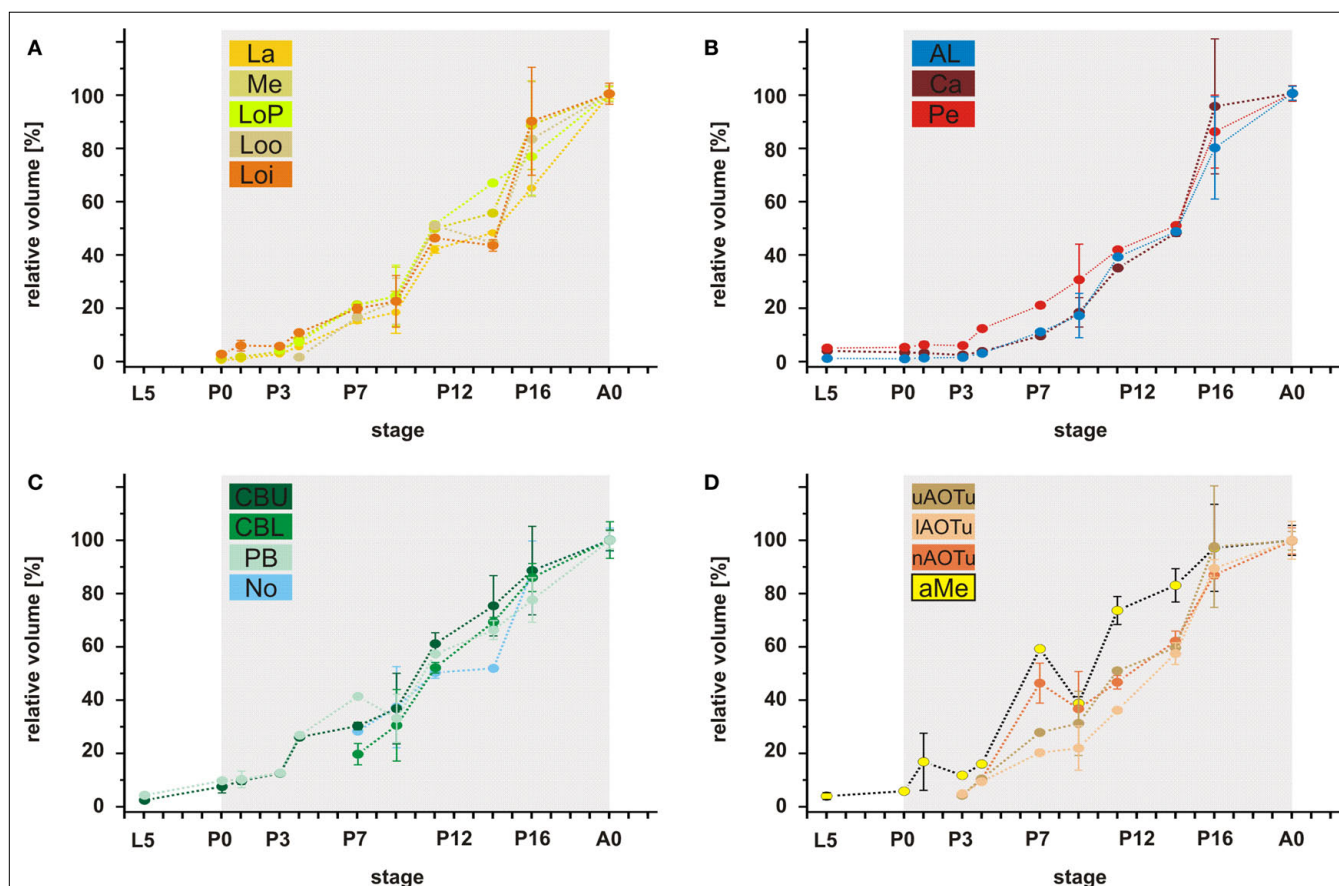 A
La
Me
LoP
Loo
Loi
relative volume [%]
100
80
60
40
20
0
L5 P0 P3 P7 P12 P16 A0
stage
B
AL
Ca
Pe
relative volume [%]
100
80
60
40
20
0
L5 P0 P3 P7 P12 P16 A0
stage
C
CBU
CBL
PB
No
relative volume [%]
100
80
60
40
20
0
L5 P0 P3 P7 P12 P16 A0
stage
D
uAOTu
lAOTu
nAOTu
aMe
relative volume [%]
100
80
60
40
20
0
L5 P0 P3 P7 P12 P16 A0
stage